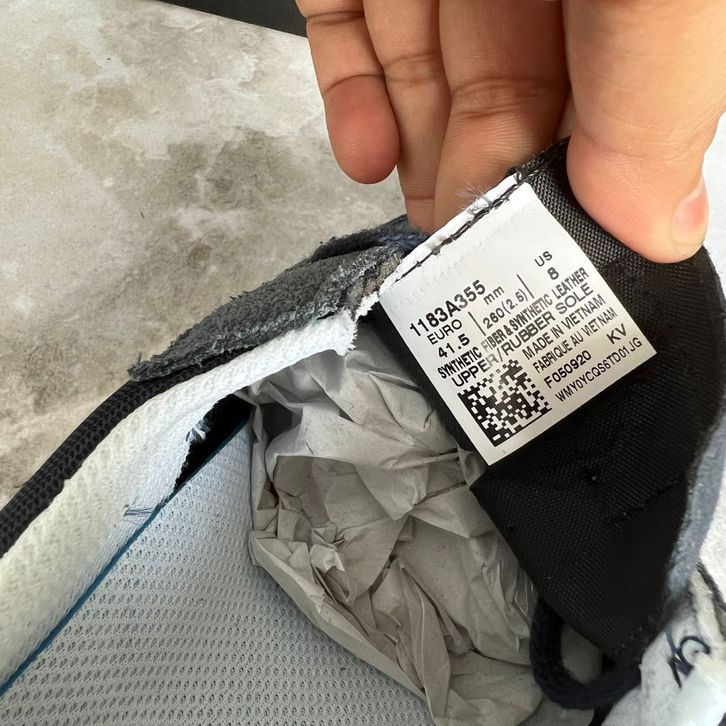 1183A355
EURO | mm | US
41.5 | 260(2.5) | 8
SYNTHETIC FIBER & SYNTHETIC LEATHER
UPPER/RUBBER SOLE
MADE IN VIETNAM
FABRIQUE AU VIETNAM
F050920 KV
WMY0YCQS6TD01JG